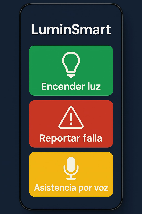 LuminSmart
Encender luz
Reportar falla
Asistencia por voz